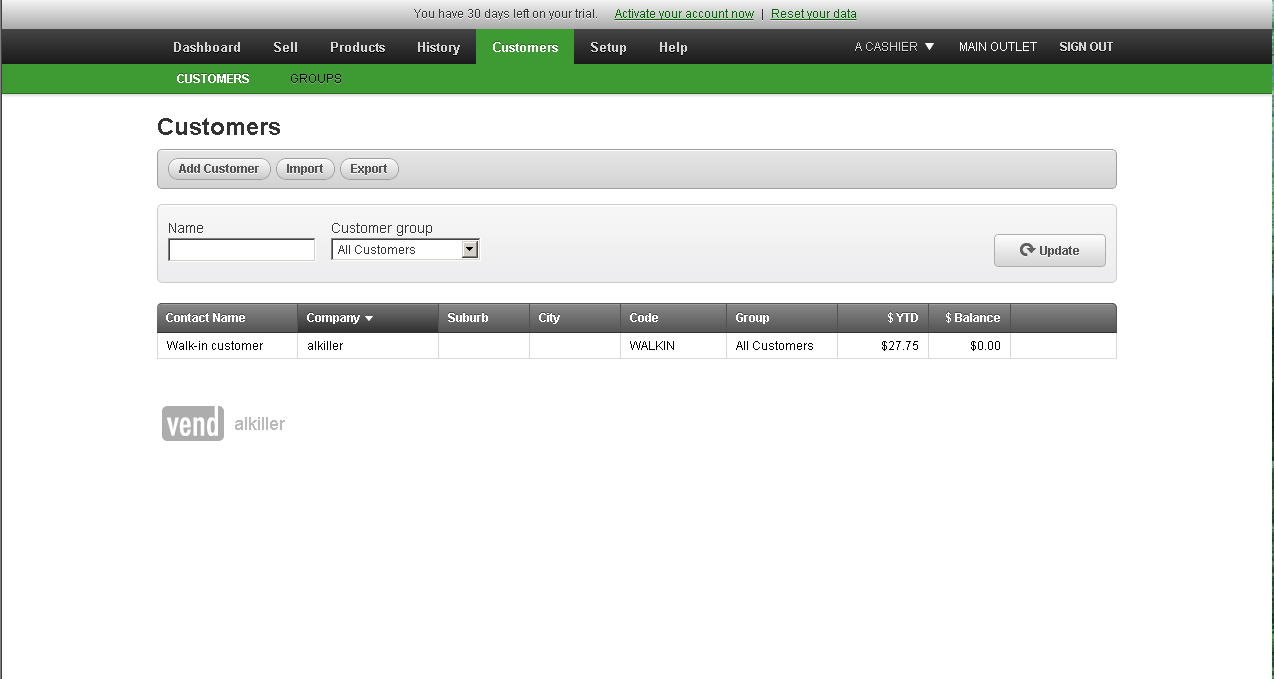 You have 30 days left on your trial. Activate your account now | Reset your data
Dashboard Sell Products History Customers Setup Help A CASHIER ▼ MAIN OUTLET SIGN OUT
CUSTOMERS GROUPS
Customers
Add Customer Import Export
Name Customer group
All Customers Update
Contact Name Company Suburb City Code Group $ YTD $ Balance
Walk-in customer alkiller WALKIN All Customers $27.75 $0.00
vend alkiller